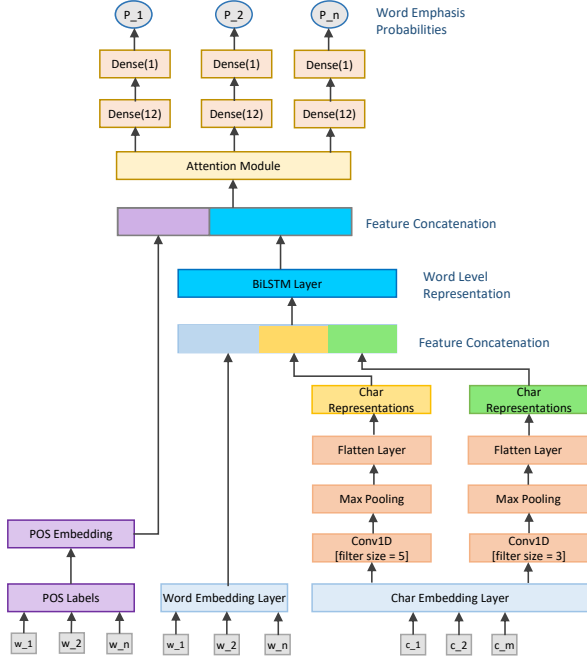 P_1 P_2 P_n Word Emphasis
Probabilities
Dense(1) Dense(1) Dense(1)
Dense(12) Dense(12) Dense(12)
Attention Module
Feature Concatenation
BiLSTM Layer
Word Level
Representation
Feature Concatenation
Char
Representations
Char
Representations
Flatten Layer Flatten Layer
Max Pooling Max Pooling
POS Embedding
Conv1D
[filter size = 5]
Conv1D
[filter size = 3]
POS Labels Word Embedding Layer Char Embedding Layer
w_1 w_2 w_n w_1 w_2 w_n c_1 c_2 c_m